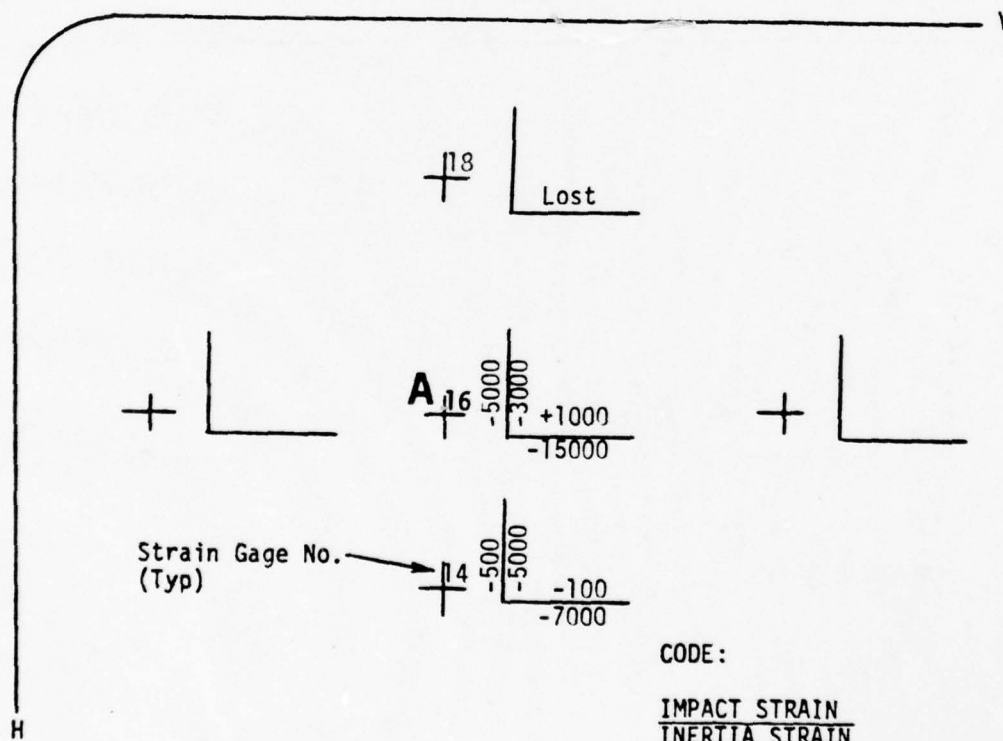 V
18
Lost
A
16
-5000
-3000
+1000
-15000
Strain Gage No.
(Typ)
14
-500
-5000
-100
-7000
CODE:
IMPACT STRAIN
INERTIA STRAIN
H